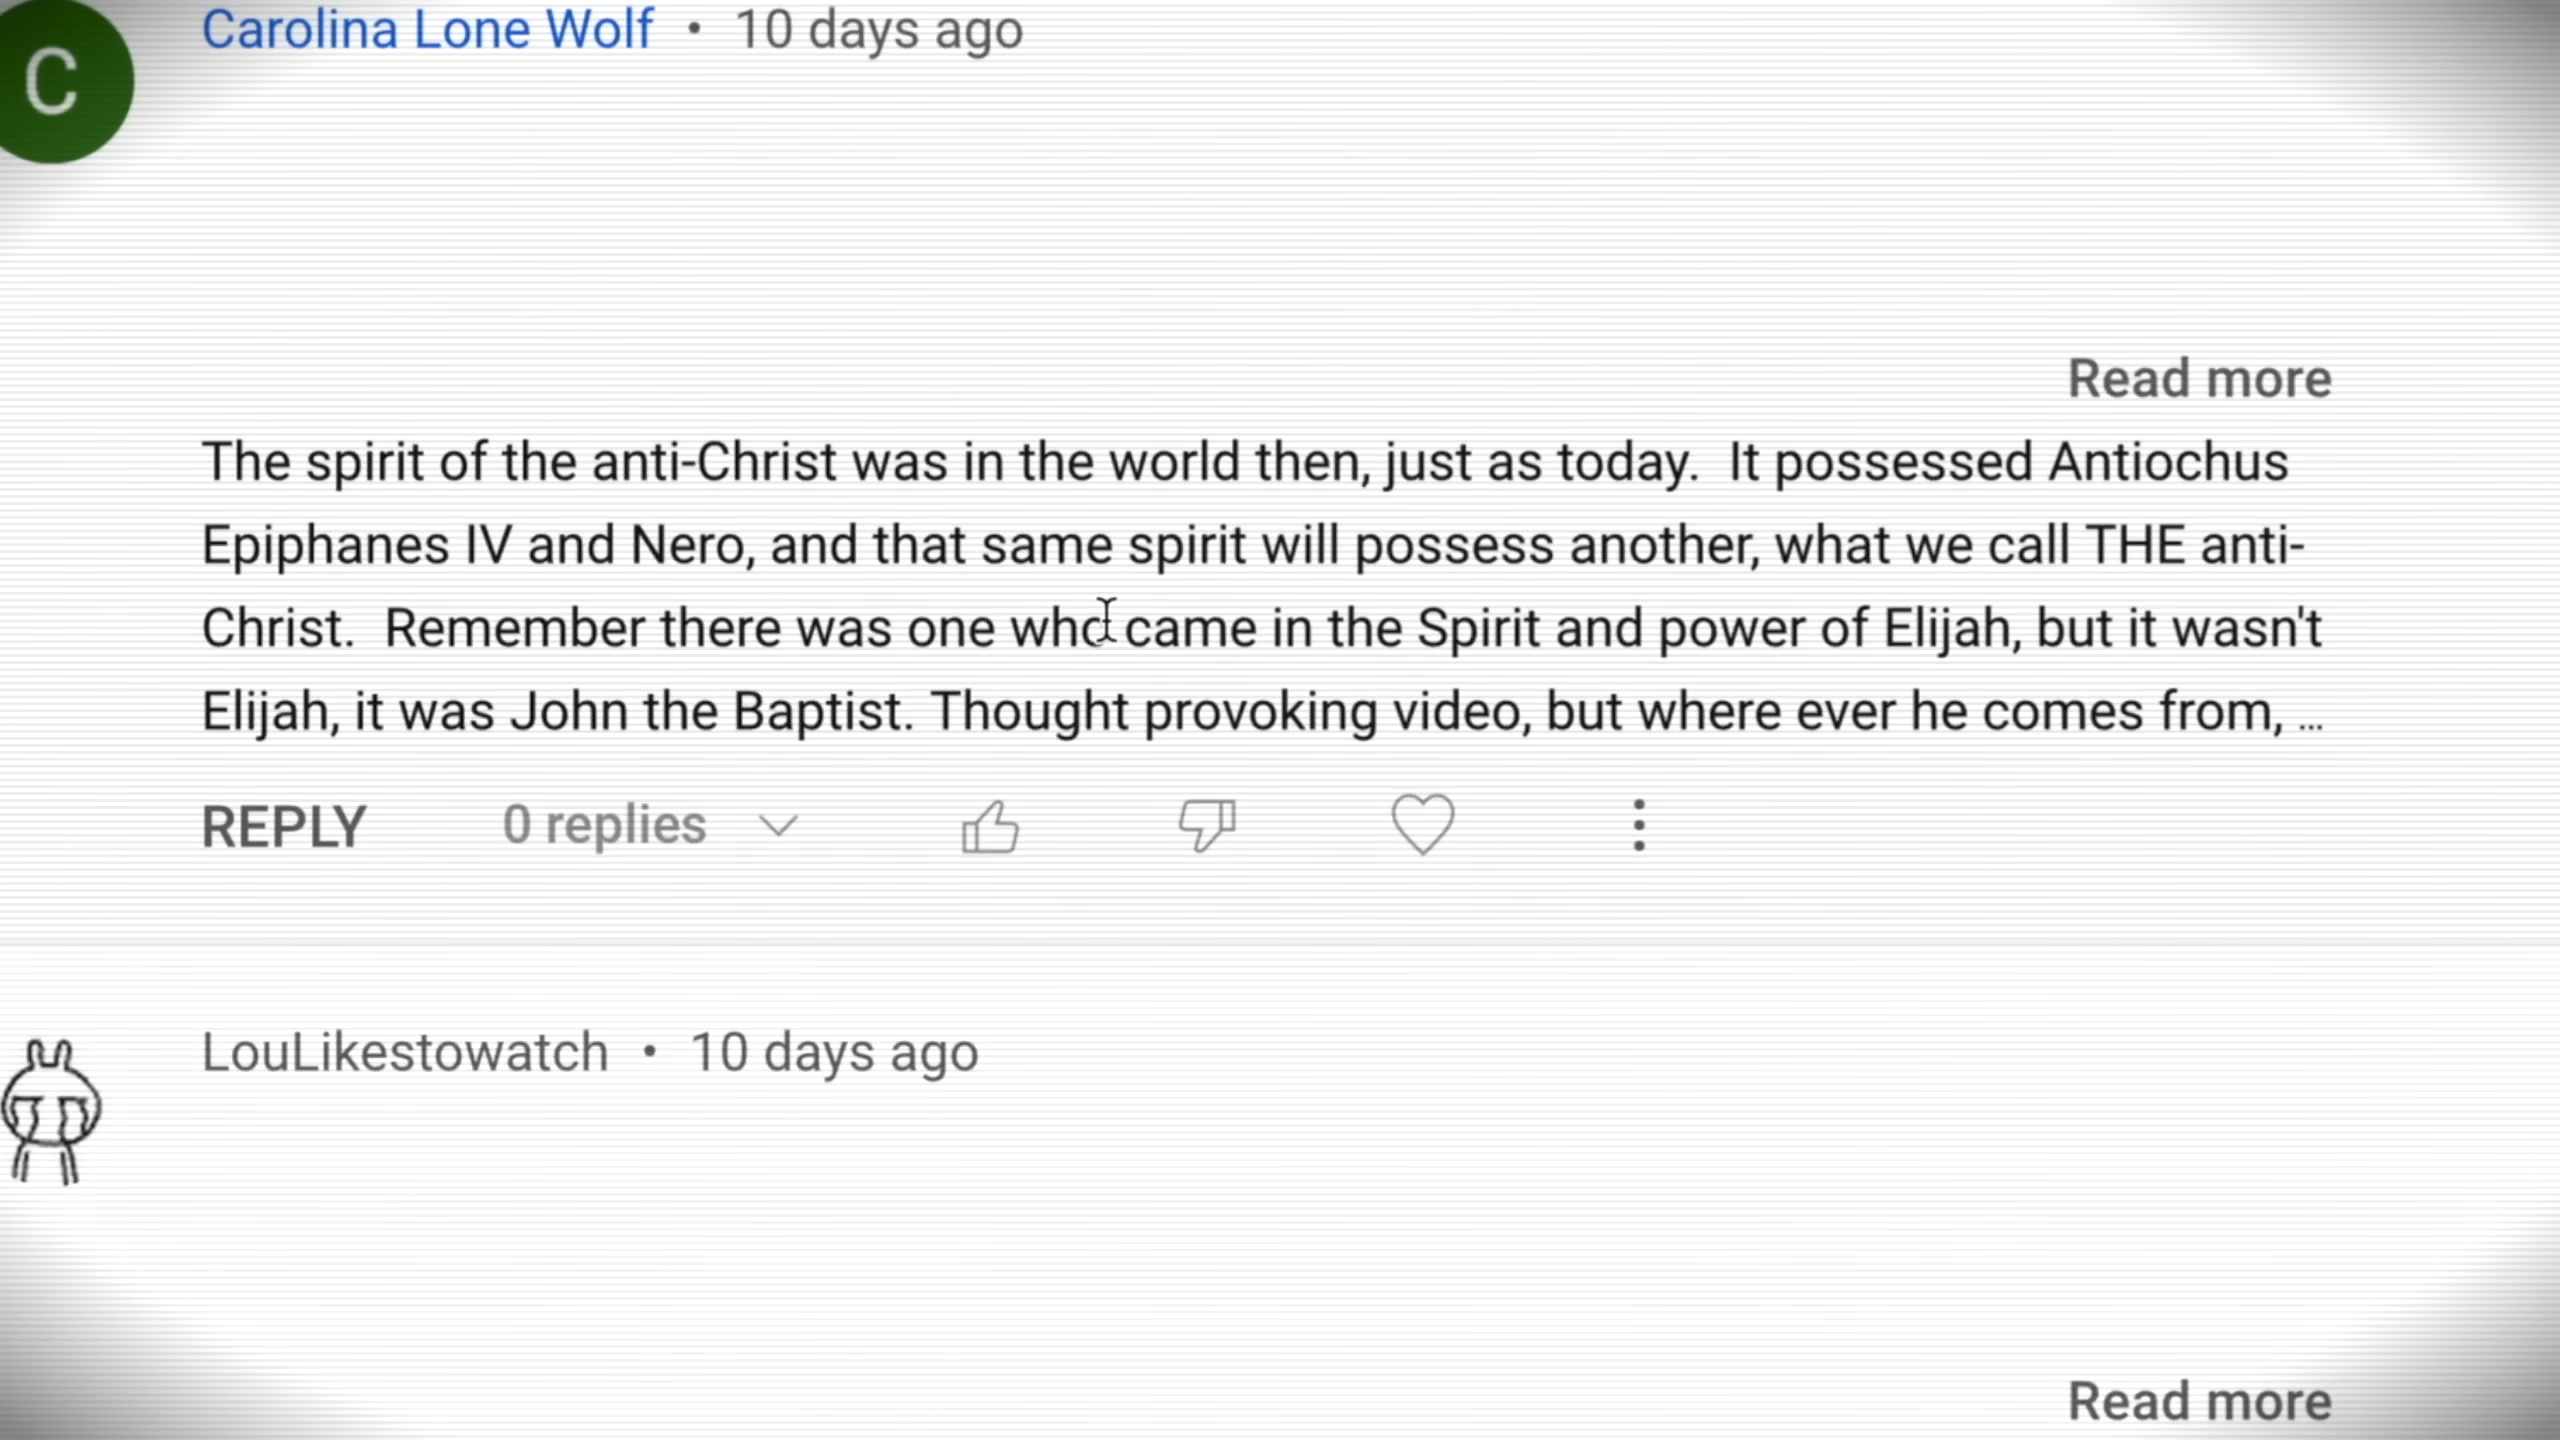 Carolina Lone Wolf • 10 days ago
C
Read more
The spirit of the anti-Christ was in the world then, just as today.  It possessed Antiochus
Epiphanes IV and Nero, and that same spirit will possess another, what we call THE anti-
Christ.  Remember there was one who came in the Spirit and power of Elijah, but it wasn't
Elijah, it was John the Baptist. Thought provoking video, but where ever he comes from, ...
REPLY 0 replies
LouLikestowatch • 10 days ago
Read more